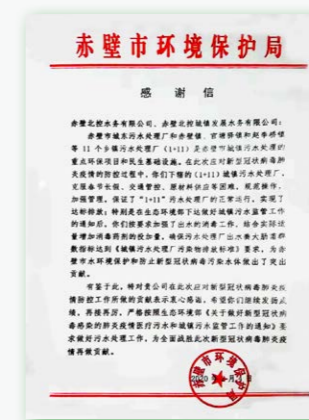 赤壁市环境保护局
感 谢 信
赤壁北控水务有限公司、赤壁北控城镇发展水务有限公司:
赤壁市城东污水处理厂和赤壁镇、官塘驿镇和赵李桥镇
等 11 个乡镇污水处理厂(1+11)是赤壁市城镇污水处理的
重点环保项目和民生基础设施。在此次应对新型冠状病毒肺
炎疫情的防控过程中,你们下辖的(1+11)城镇污水处理厂,
克服春节长假、交通管控、原材料供应等困难,规范操作、
加强管理。保证了"1+11"污水处理厂的正常运行,实现了
达标排放;特别是在生态环境部下达做好城镇污水监管工作
的通知后,你们按要求加强了出水的消毒工作,结合实际适
量增加消毒药剂的投加量,确保污水处理厂出水粪大肠菌群
数指标达到《城镇污水处理厂污染物排放标准》要求,为赤
壁市水环境保护和防止新型冠状病毒污染水体做出了突出
贡献。
有鉴于此,特对贵公司在此次应对新型冠状病毒肺炎疫
情防控工作所做的贡献表示衷心感谢,希望你们继续发扬成
绩,再接再厉,严格按照生态环境部《关于做好新型冠状病
毒感染的肺炎疫情医疗污水和城镇污水监管工作的通知》要
求做好污水处理工作,为全面战胜此次新型冠状病毒肺炎疫
情再做贡献。
赤壁市环境保护局